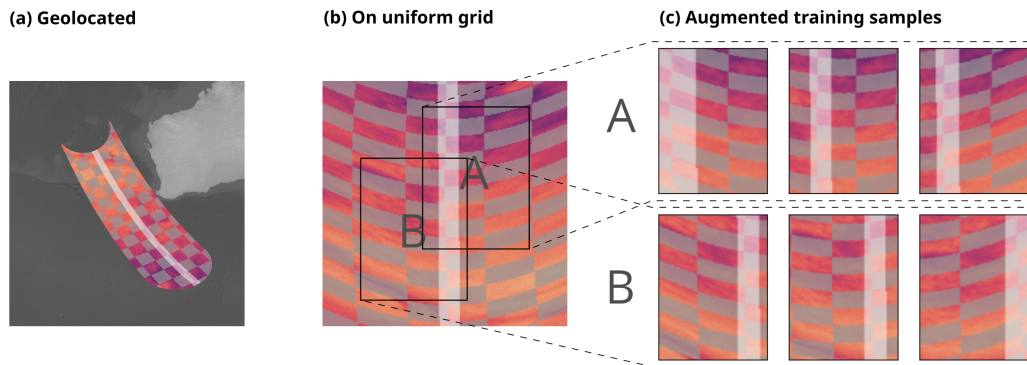 (a) Geolocated
(b) On uniform grid
(c) Augmented training samples
A
B
A
B